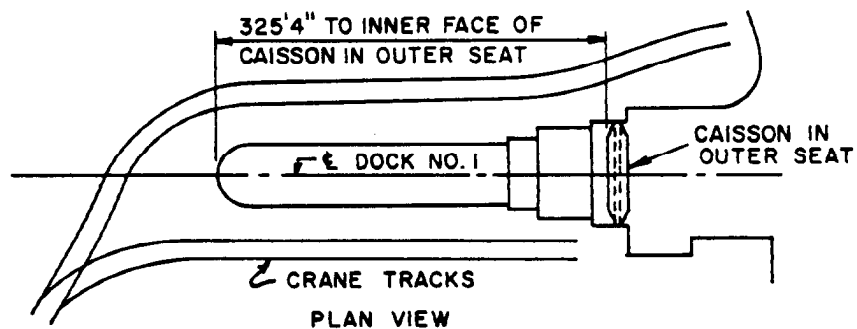 325'4" TO INNER FACE OF
CAISSON IN OUTER SEAT
℄ DOCK NO. 1
CAISSON IN
OUTER SEAT
CRANE TRACKS
PLAN VIEW